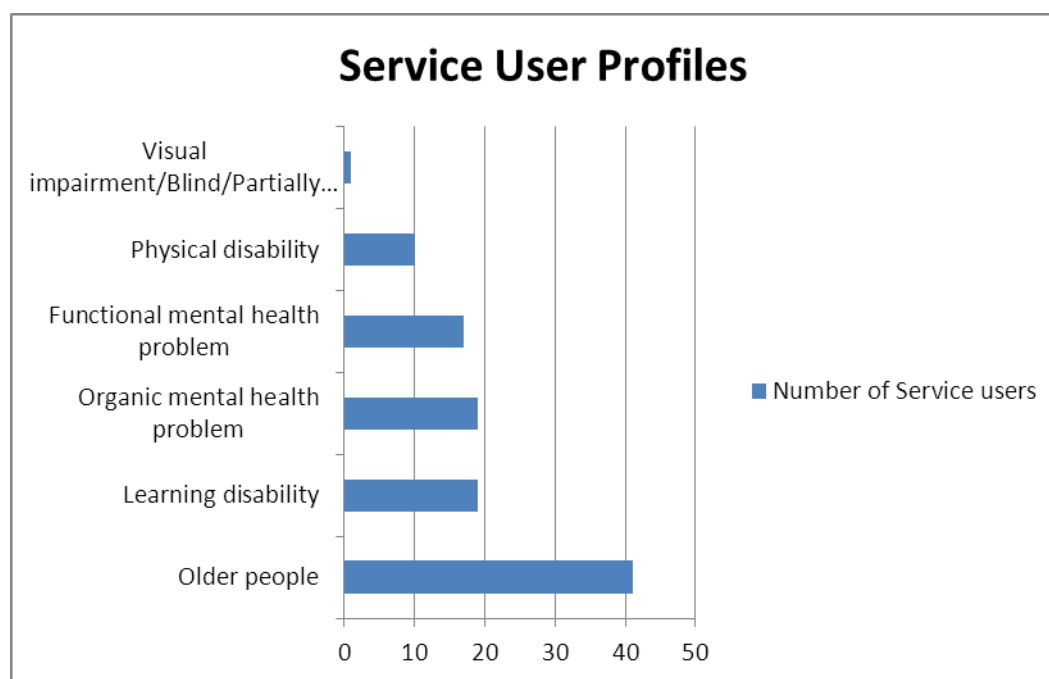 Service User Profiles
Visual
impairment/Blind/Partially...
Physical disability
Functional mental health
problem
Organic mental health
problem
Learning disability
Older people
Number of Service users
0 10 20 30 40 50